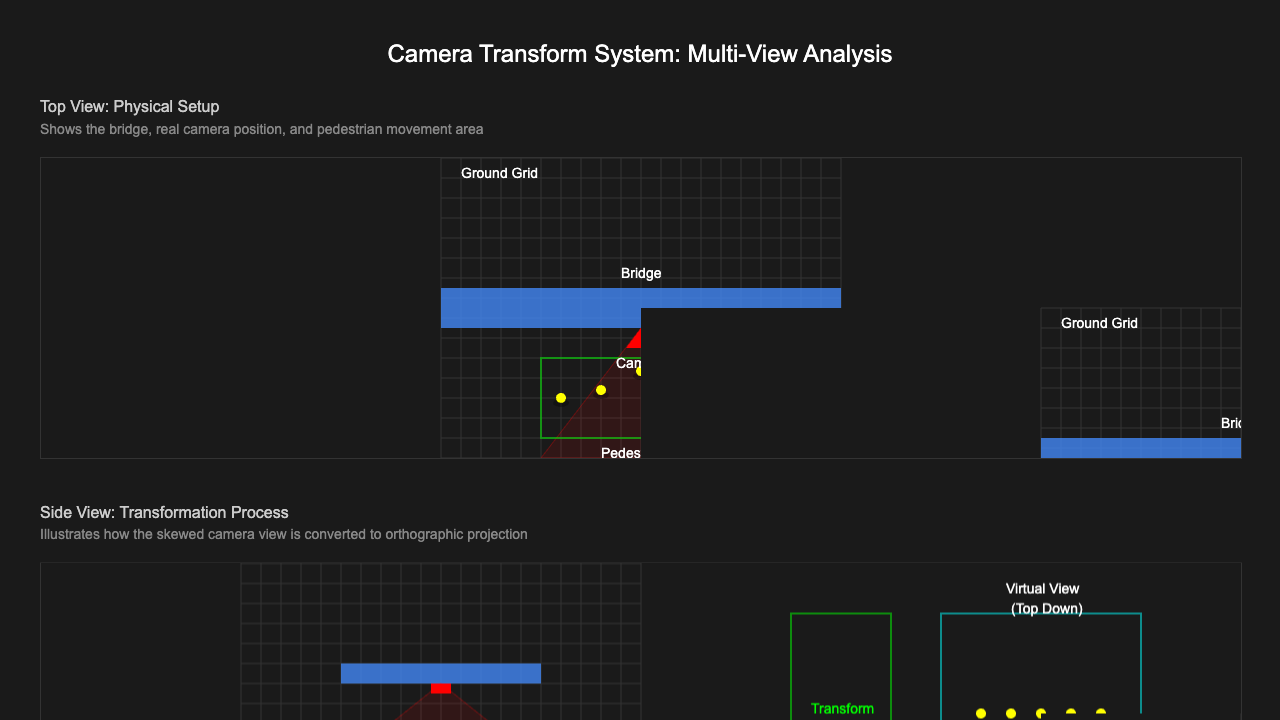 Camera Transform System: Multi-View Analysis
Top View: Physical Setup
Shows the bridge, real camera position, and pedestrian movement area
Ground Grid
Bridge
Ground Grid
Cam
Bric
Pedes
Side View: Transformation Process
Illustrates how the skewed camera view is converted to orthographic projection
Virtual View
(Top Down)
Transform